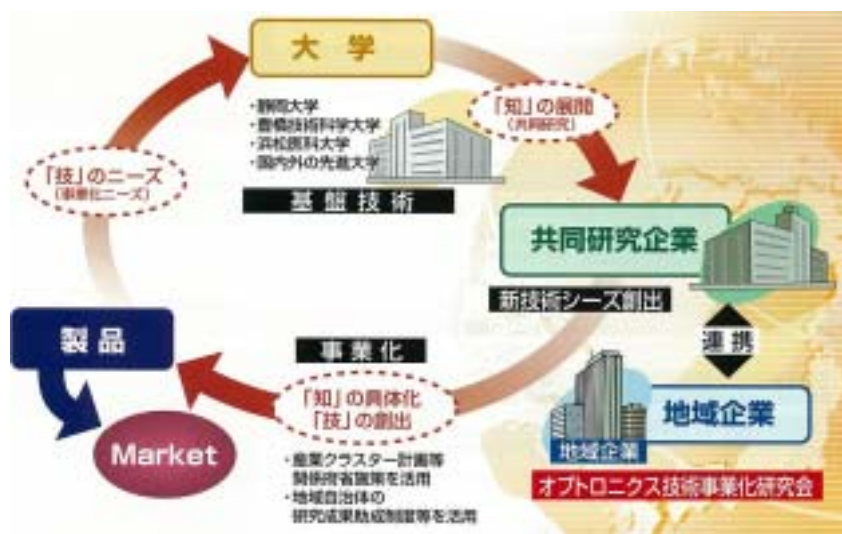 大学
・静岡大学
・豊橋技術科学大学
・浜松医科大学
・国内外の先進大学
基盤技術
「知」の展開
(共同研究)
「技」のニーズ
(事業化ニーズ)
共同研究企業
新技術シーズ創出
連携
地域企業
地域企業
オプトロニクス技術事業化研究会
製品
Market
事業化
「知」の具体化
「技」の創出
・産業クラスター計画等
関係府省施策を活用
・地域自治体の
研究成果助成制度等を活用